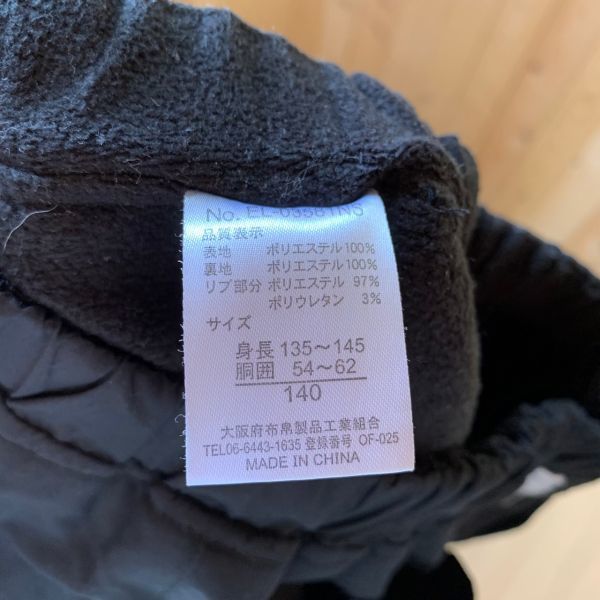 No. EL-
品質表示
表地 ポリエステル100%
裏地 ポリエステル100%
リブ部分 ポリエステル 97%
ポリウレタン 3%
サイズ
身長 135〜145
胴囲 54〜62
140
大阪府布帛製品工業組合
TEL06-6443-1635 登録番号 OF-025
MADE IN CHINA